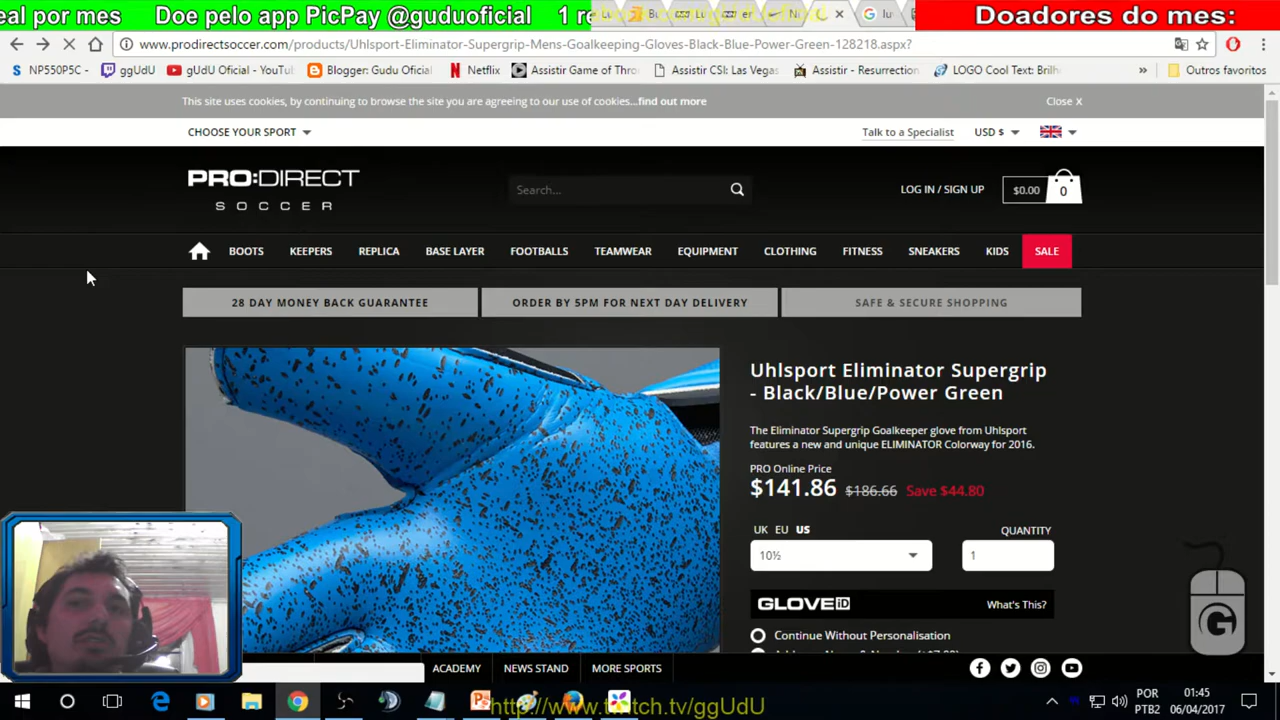 eal por mes
Doe pelo app PicPay @guduoficial
1 re
Doadores do mes:
www.prodirectsoccer.com/products/Uhlsport-Eliminator-Supergrip-Mens-Goalkeeping-Gloves-Black-Blue-Power-Green-128218.aspx?
NP550P5C -
ggUdU
gUdU Oficial - YouTu
Blogger: Gudu Oficial
Netflix
Assistir Game of Thro
Assistir CSI: Las Vegas
Assistir - Resurrection
LOGO Cool Text: Brilh
»
Outros favoritos
This site uses cookies, by continuing to browse the site you are agreeing to our use of cookies...find out more
Close X
CHOOSE YOUR SPORT
Talk to a Specialist
USD $
PRO:DIRECT
SOCCER
Search...
LOG IN / SIGN UP
$0.00
0
BOOTS
KEEPERS
REPLICA
BASE LAYER
FOOTBALLS
TEAMWEAR
EQUIPMENT
CLOTHING
FITNESS
SNEAKERS
KIDS
SALE
28 DAY MONEY BACK GUARANTEE
ORDER BY 5PM FOR NEXT DAY DELIVERY
SAFE & SECURE SHOPPING
Uhlsport Eliminator Supergrip
- Black/Blue/Power Green
The Eliminator Supergrip Goalkeeper glove from Uhlsport
features a new and unique ELIMINATOR Colorway for 2016.
PRO Online Price
$141.86 $186.66 Save $44.80
UK EU US
QUANTITY
10½
1
GLOVEiD
What's This?
Continue Without Personalisation
ACADEMY
NEWS STAND
MORE SPORTS
G
http://www.twitch.tv/ggUdU
POR
PTB2
01:45
06/04/2017